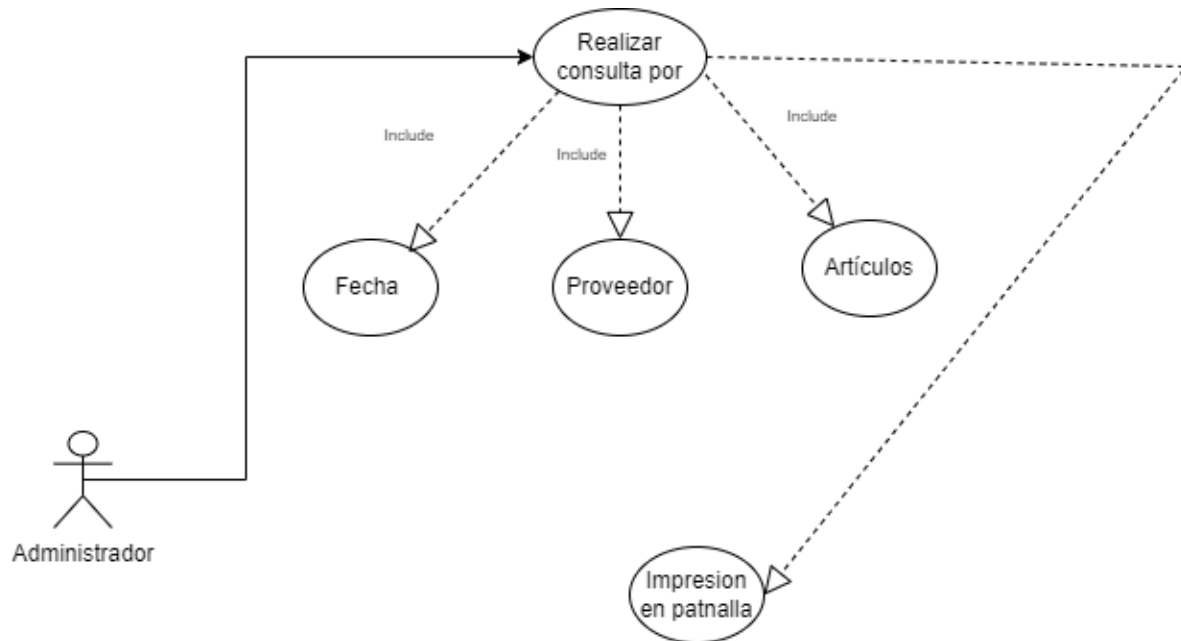 Realizar
consulta por
Include
Include
Include
Fecha
Proveedor
Artículos
Administrador
Impresion
en patnalla